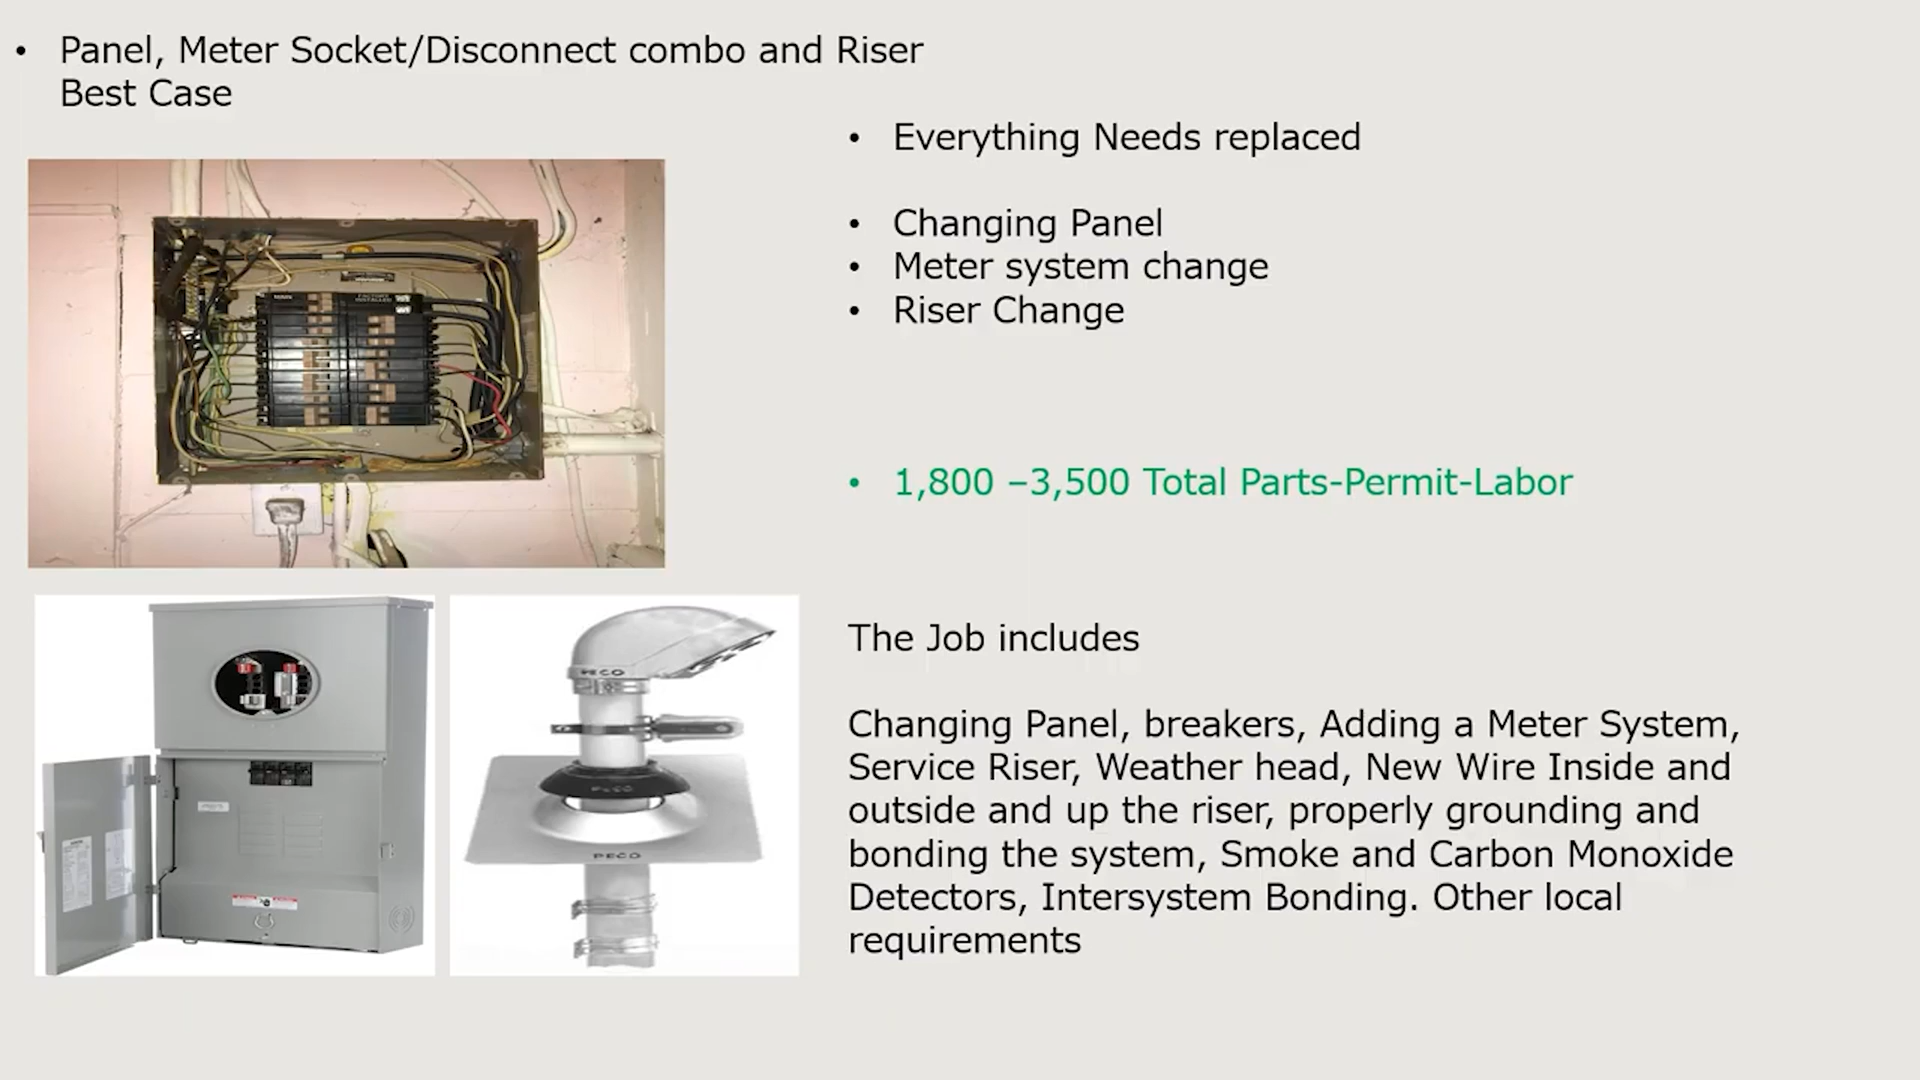 • Panel, Meter Socket/Disconnect combo and Riser
Best Case
• Everything Needs replaced
• Changing Panel
• Meter system change
• Riser Change
• 1,800 –3,500 Total Parts-Permit-Labor
The Job includes
Changing Panel, breakers, Adding a Meter System,
Service Riser, Weather head, New Wire Inside and
outside and up the riser, properly grounding and
bonding the system, Smoke and Carbon Monoxide
Detectors, Intersystem Bonding. Other local
requirements
MAIN
FACTORY
INSTALLED
PECO
PECO
PECO